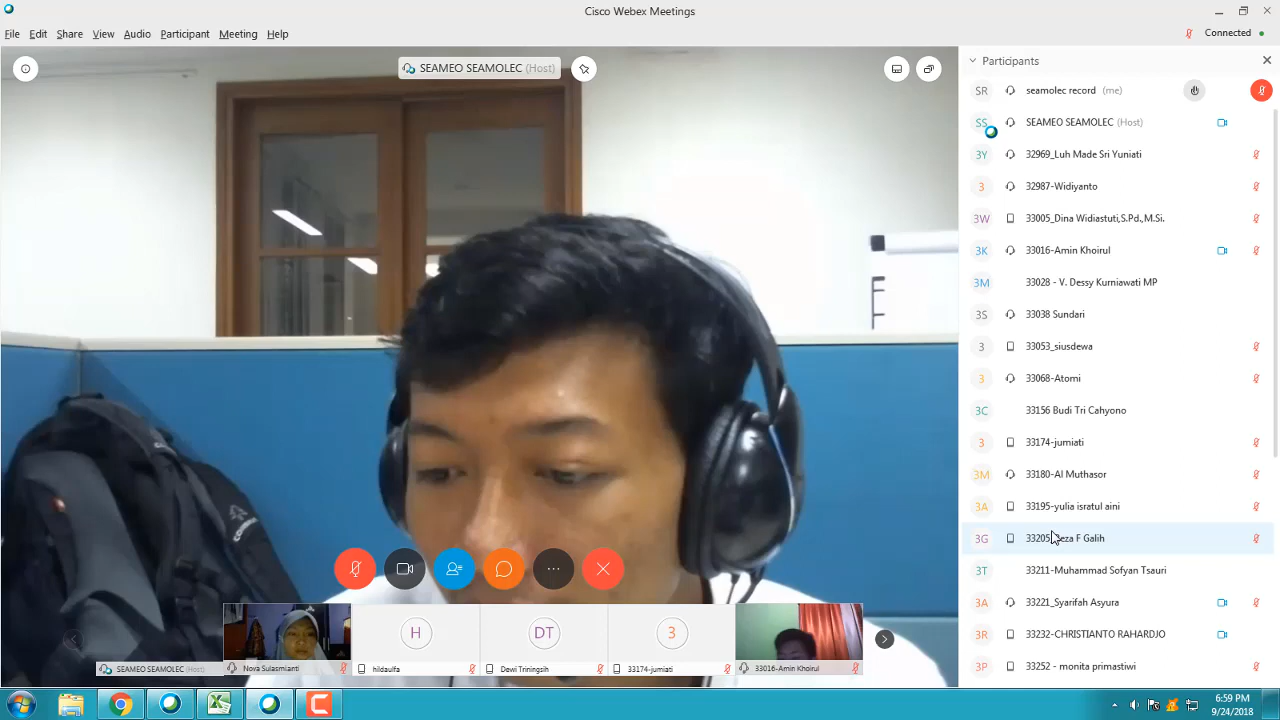 Cisco Webex Meetings
File Edit Share View Audio Participant Meeting Help
Connected
SEAMEO SEAMOLEC (Host)
Participants
SR seamolec record (me)
SS SEAMEO SEAMOLEC (Host)
3Y 32969_Luh Made Sri Yuniati
3 32987-Widiyanto
3W 33005_Dina Widiastuti,S.Pd.,M.Si.
3K 33016-Amin Khoirul
3M 33028 - V. Dessy Kurniawati MP
3S 33038 Sundari
3 33053_siusdewa
3 33068-Atomi
3C 33156 Budi Tri Cahyono
3 33174-jumiati
3M 33180-Al Muthasor
3A 33195-yulia isratul aini
3G 33205 eza F Galih
3T 33211-Muhammad Sofyan Tsauri
3A 33221_Syarifah Asyura
3R 33232-CHRISTIANTO RAHARDJO
3P 33252 - monita primastiwi
H DT 3
SEAMEO SEAMOLEC (Host) Nova Sulasmianti hildaulfa Dewi Triningsih 33174-jumiati 33016-Amin Khoirul
6:59 PM
9/24/2018